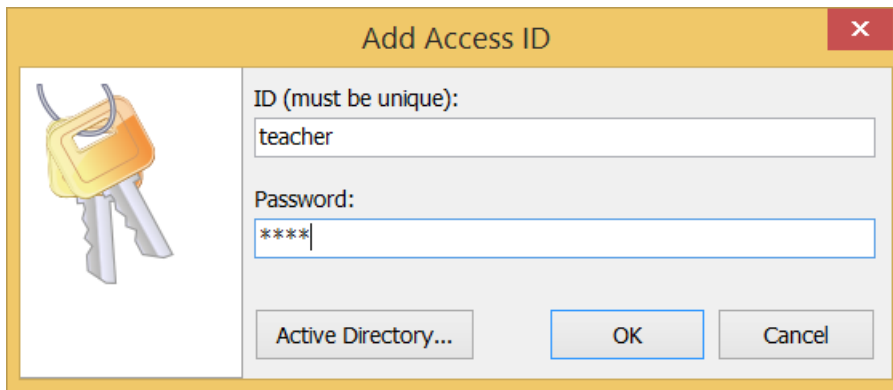 Add Access ID
ID (must be unique):
teacher
Password:
****
Active Directory... OK Cancel